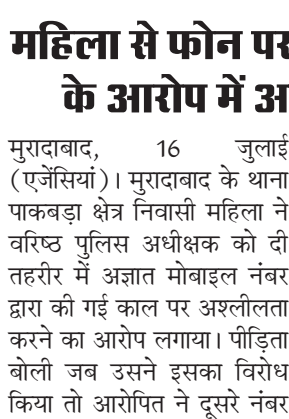 महिला से फोन पर
के आरोप में अ
मुरादाबाद, 16 जुलाई
(एजेंसियां)। मुरादाबाद के थाना
पाकबड़ा क्षेत्र निवासी महिला ने
वरिष्ठ पुलिस अधीक्षक को दी
तहरीर में अज्ञात मोबाइल नंबर
द्वारा की गई काल पर अश्लीलता
करने का आरोप लगाया। पीड़िता
बोली जब उसने इसका विरोध
किया तो आरोपित ने दूसरे नंबर